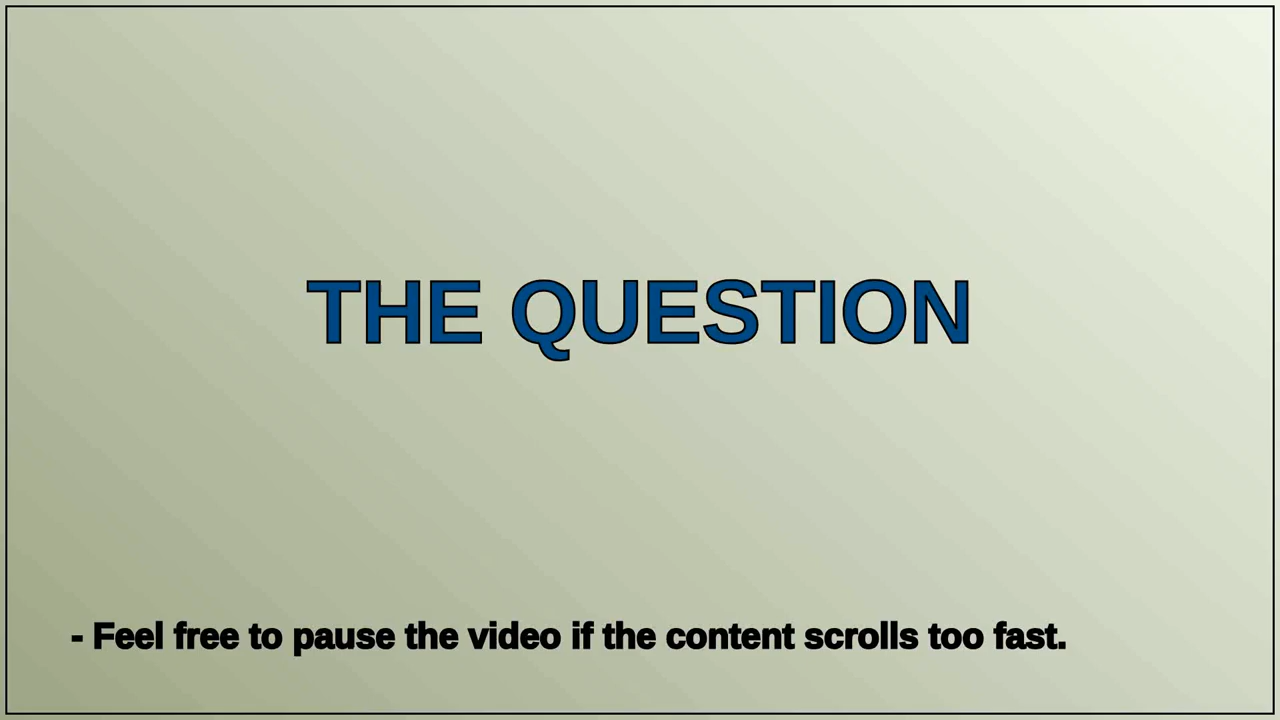 THE QUESTION
- Feel free to pause the video if the content scrolls too fast.